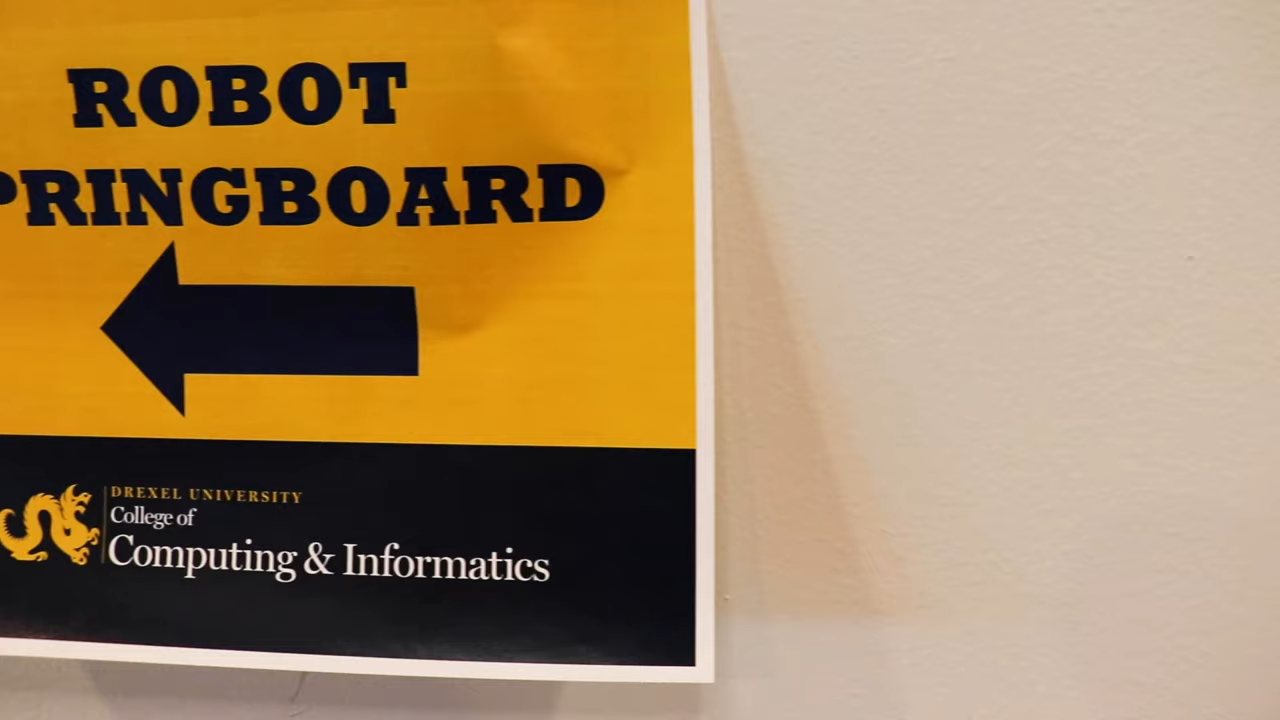 ROBOT
PRINGBOARD
DREXEL UNIVERSITY
College of
Computing & Informatics